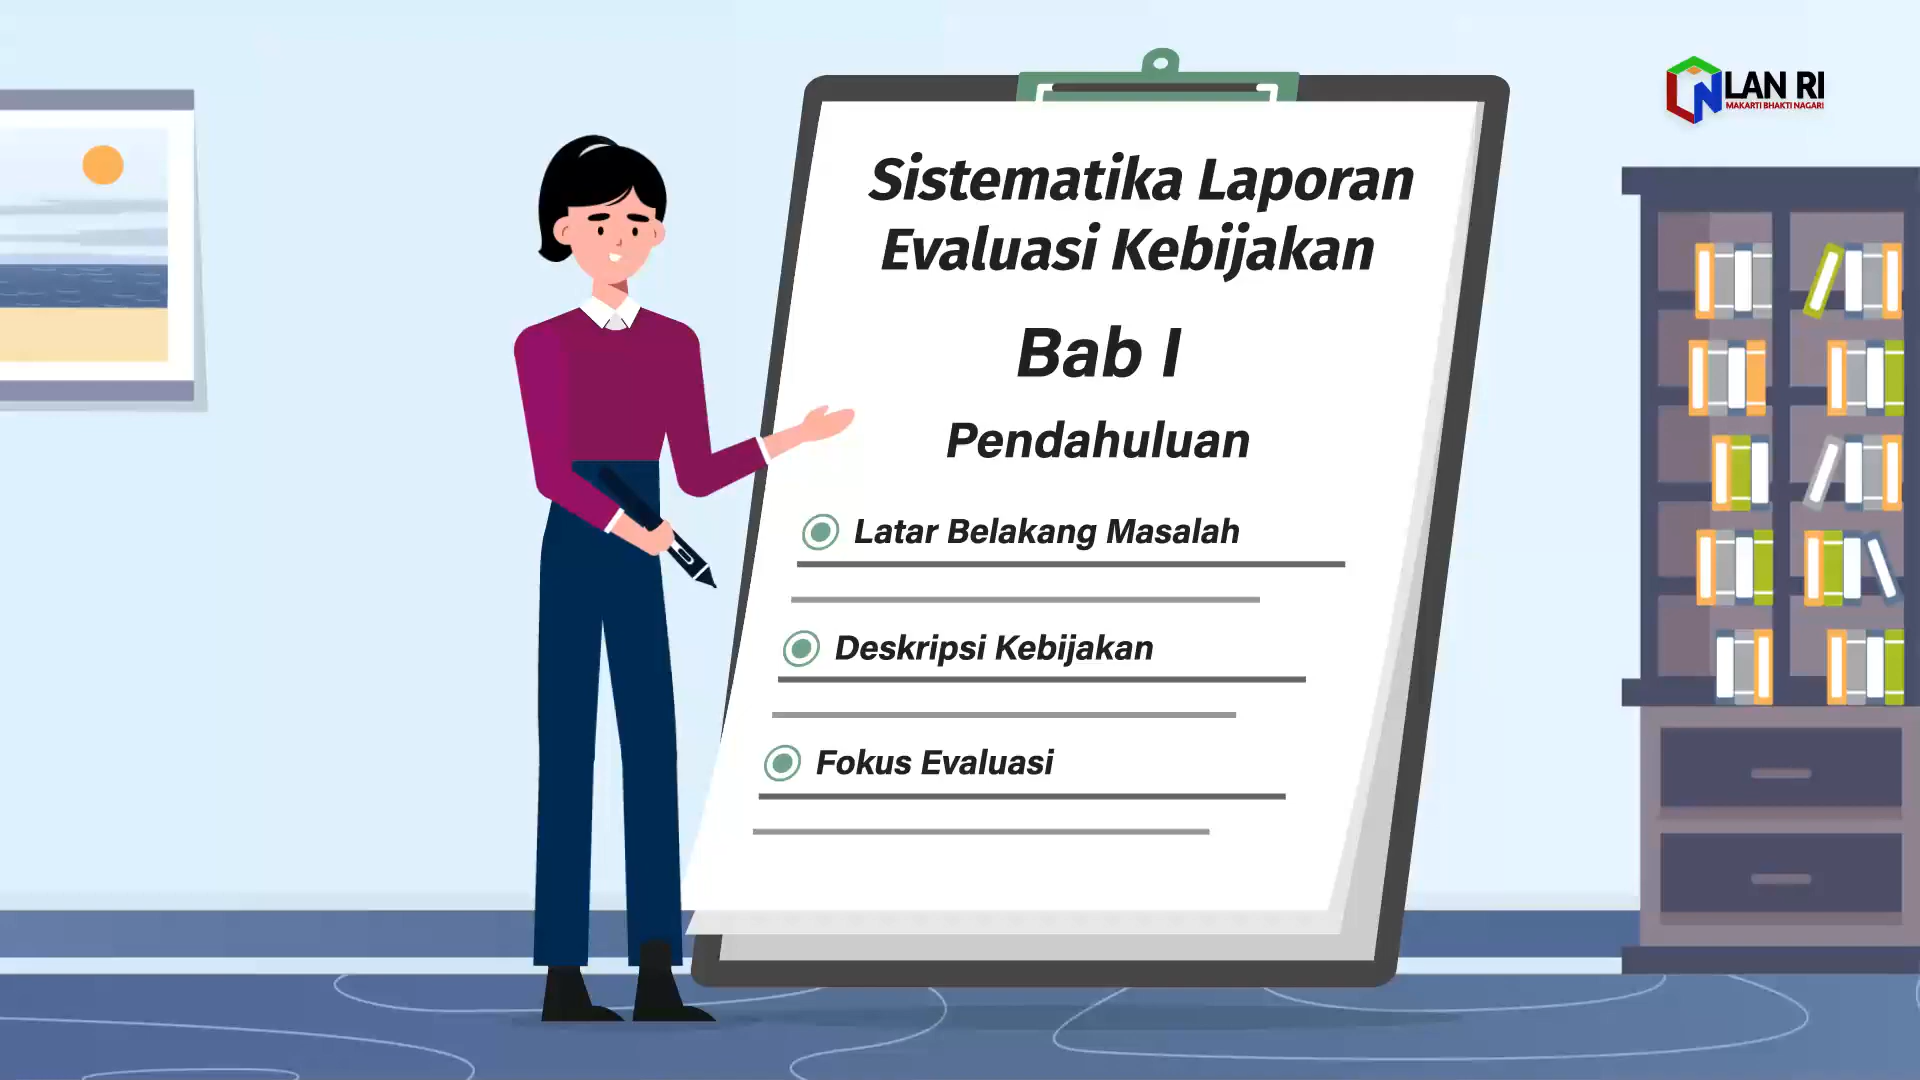 LAN RI
MAKARTI BHAKTI NAGARI
Sistematika Laporan
Evaluasi Kebijakan
Bab I
Pendahuluan
Latar Belakang Masalah
Deskripsi Kebijakan
Fokus Evaluasi